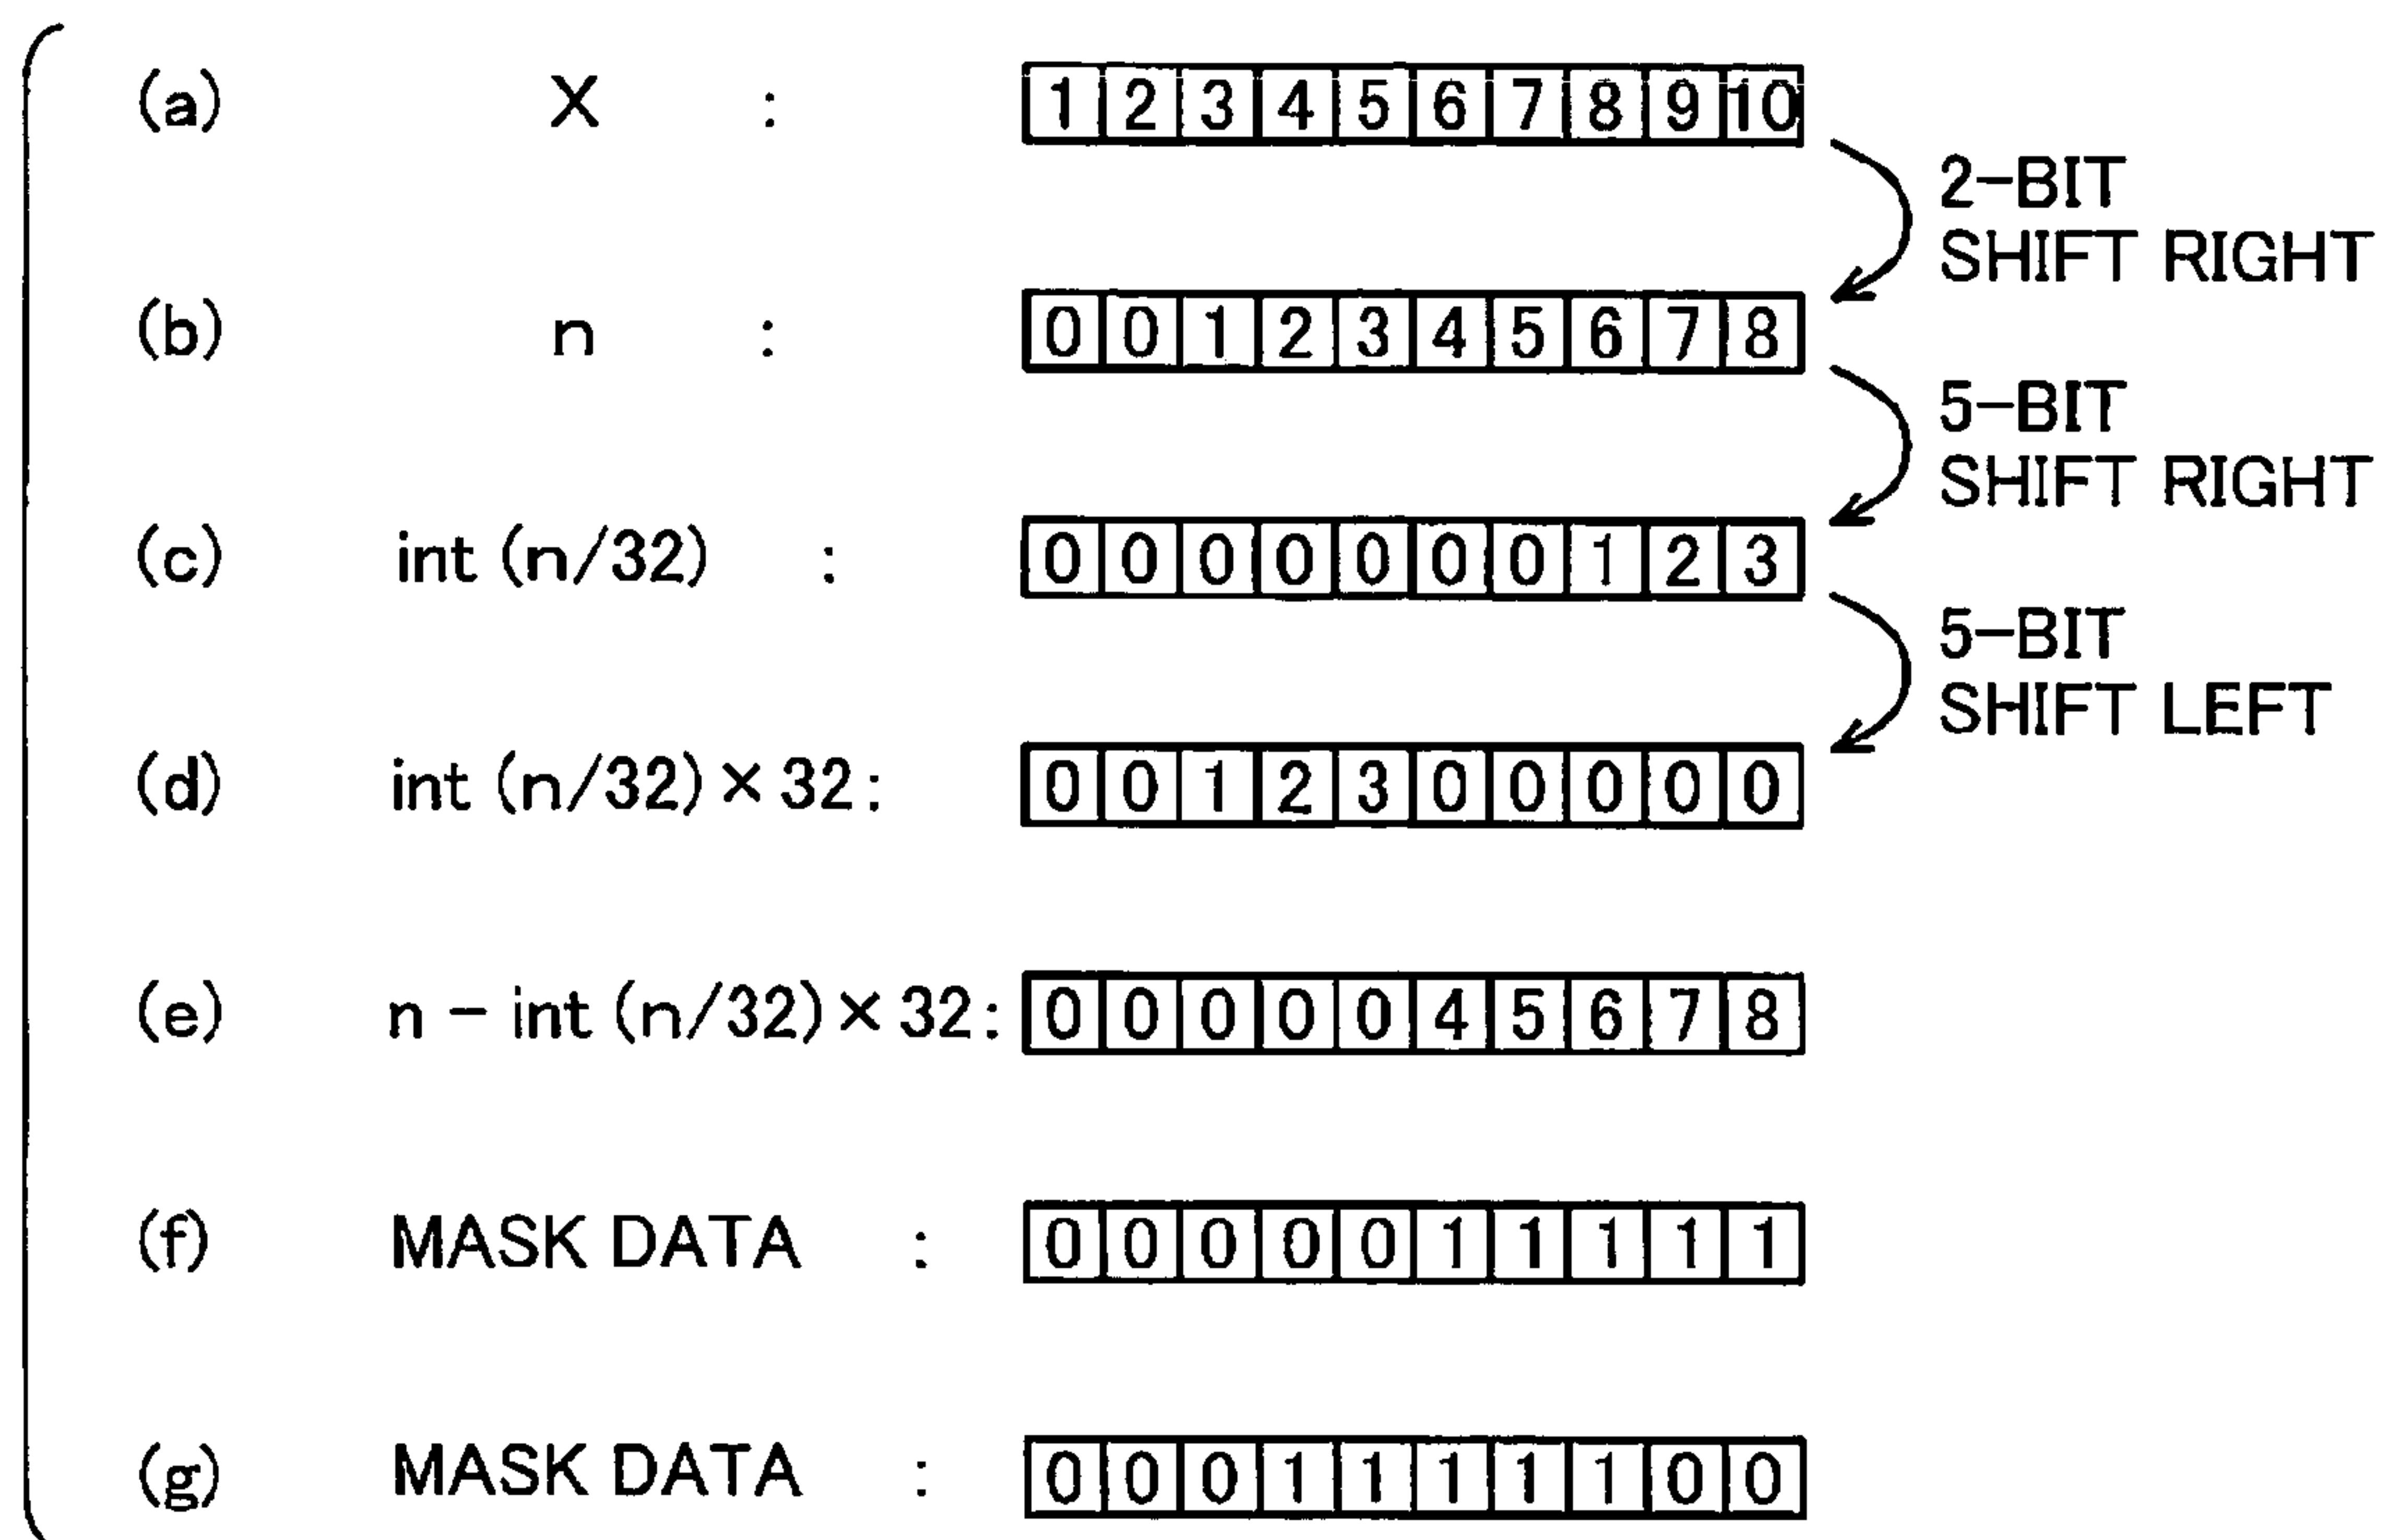 (a) X : 1 2 3 4 5 6 7 8 9 10
2-BIT
SHIFT RIGHT
(b) n : 0 0 1 2 3 4 5 6 7 8
5-BIT
SHIFT RIGHT
(c) int (n/32) : 0 0 0 0 0 0 0 1 2 3
5-BIT
SHIFT LEFT
(d) int (n/32) × 32: 0 0 1 2 3 0 0 0 0 0
(e) n − int (n/32) × 32: 0 0 0 0 0 4 5 6 7 8
(f) MASK DATA : 0 0 0 0 0 1 1 1 1 1
(g) MASK DATA : 0 0 0 1 1 1 1 1 0 0